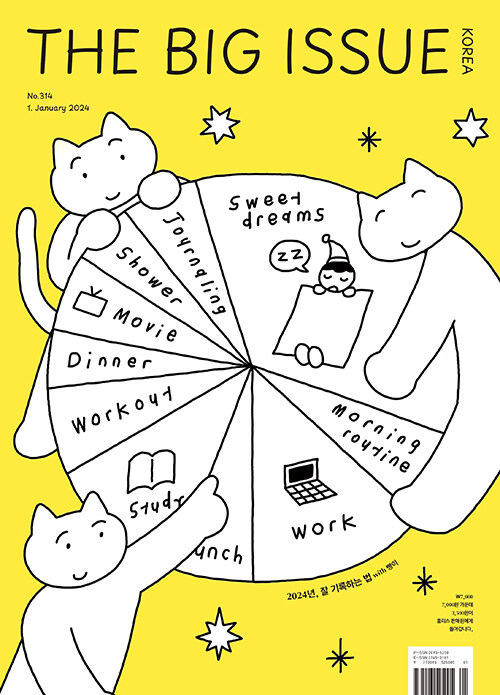 THE BIG ISSUE
KOREA
No.314
1. January 2024
Sweet
dreams
zz
Journaling
Shower
Movie
Dinner
Workout
Study
unch
Work
Morning
routine
2024년, 잘 기록하는 법 with 빵이
₩7,000
7,000원 가운데
3,500원이
홈리스 판매원에게
돌아갑니다.